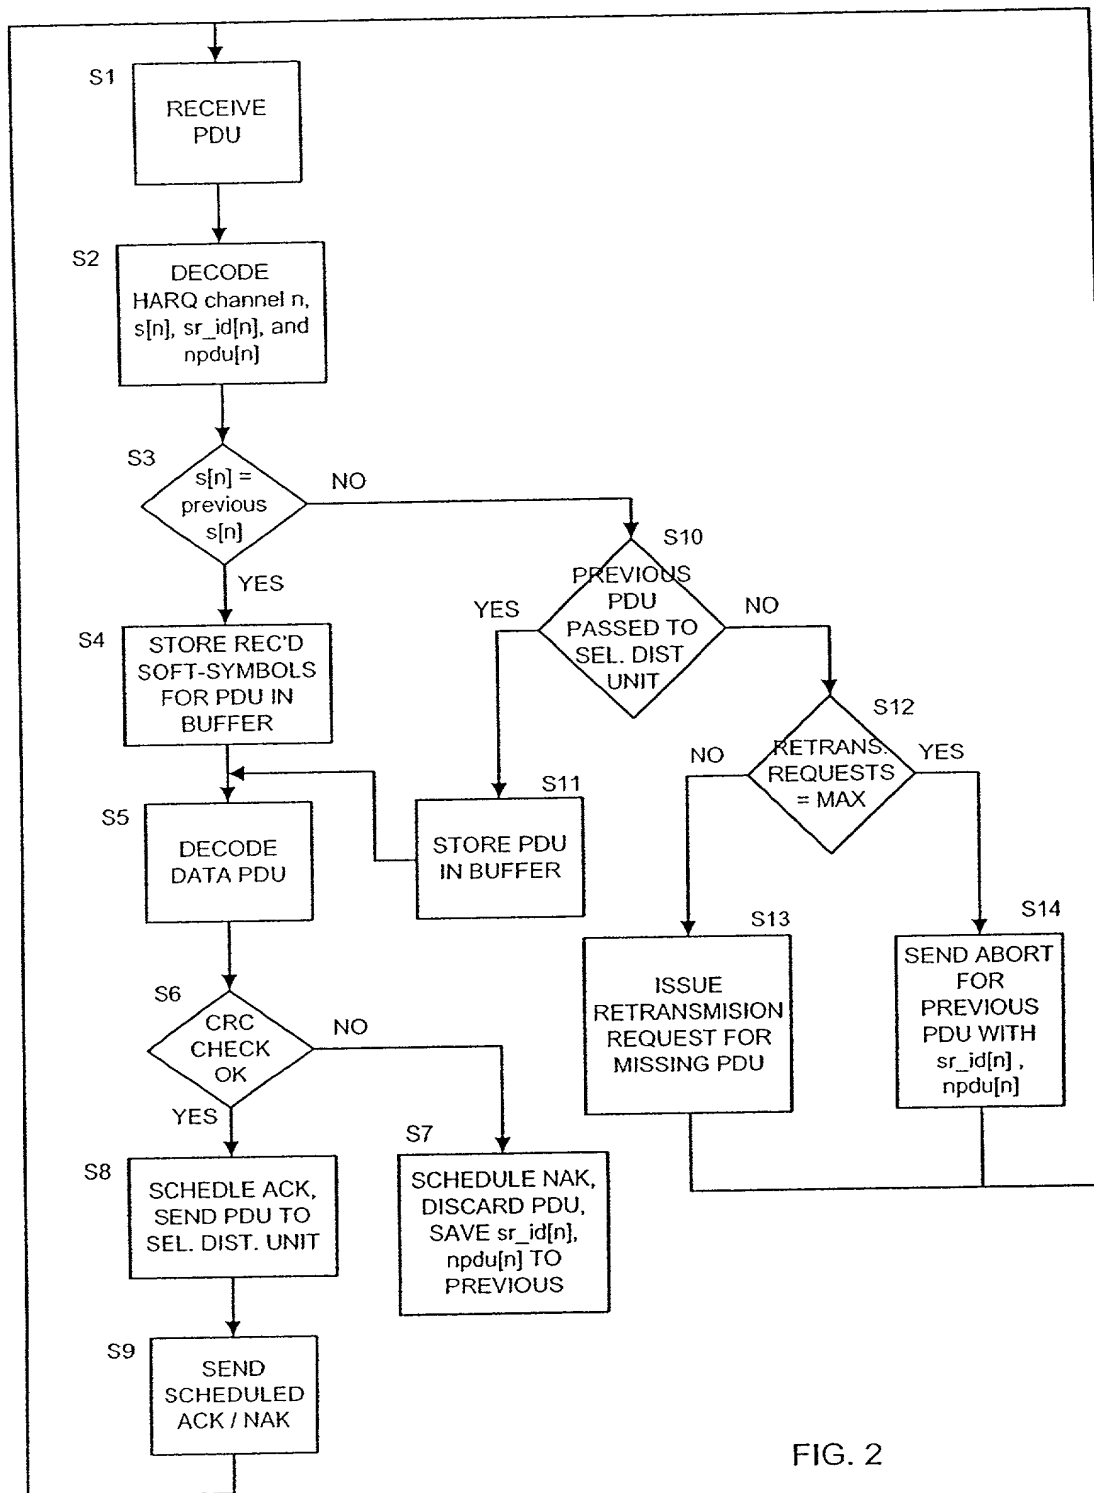 S1
RECEIVE
PDU
S2
DECODE
HARQ channel n,
s[n], sr_id[n], and
npdu[n]
S3
s[n] =
previous
s[n]
NO
YES
S10
PREVIOUS
PDU
PASSED TO
SEL. DIST
UNIT
YES
NO
S4
STORE REC'D
SOFT-SYMBOLS
FOR PDU IN
BUFFER
S12
RETRANS.
REQUESTS
= MAX
NO
YES
S11
STORE PDU
IN BUFFER
S5
DECODE
DATA PDU
S13
ISSUE
RETRANSMISION
REQUEST FOR
MISSING PDU
S14
SEND ABORT
FOR
PREVIOUS
PDU WITH
sr_id[n] ,
npdu[n]
S6
CRC
CHECK
OK
NO
YES
S7
SCHEDULE NAK,
DISCARD PDU,
SAVE sr_id[n],
npdu[n] TO
PREVIOUS
S8
SCHEDLE ACK,
SEND PDU TO
SEL. DIST. UNIT
S9
SEND
SCHEDULED
ACK / NAK
FIG. 2